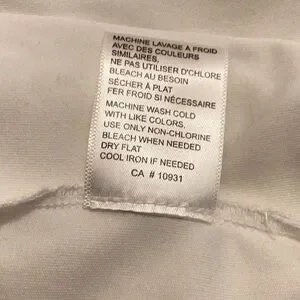 MACHINE LAVAGE À FROID
AVEC DES COULEURS
SIMILAIRES,
NE PAS UTILISER D'CHLORE
BLEACH AU BESOIN
SÉCHER À PLAT
FER FROID SI NÉCESSAIRE
MACHINE WASH COLD
WITH LIKE COLORS,
USE ONLY NON-CHLORINE
BLEACH WHEN NEEDED
DRY FLAT
COOL IRON IF NEEDED
CA # 10931